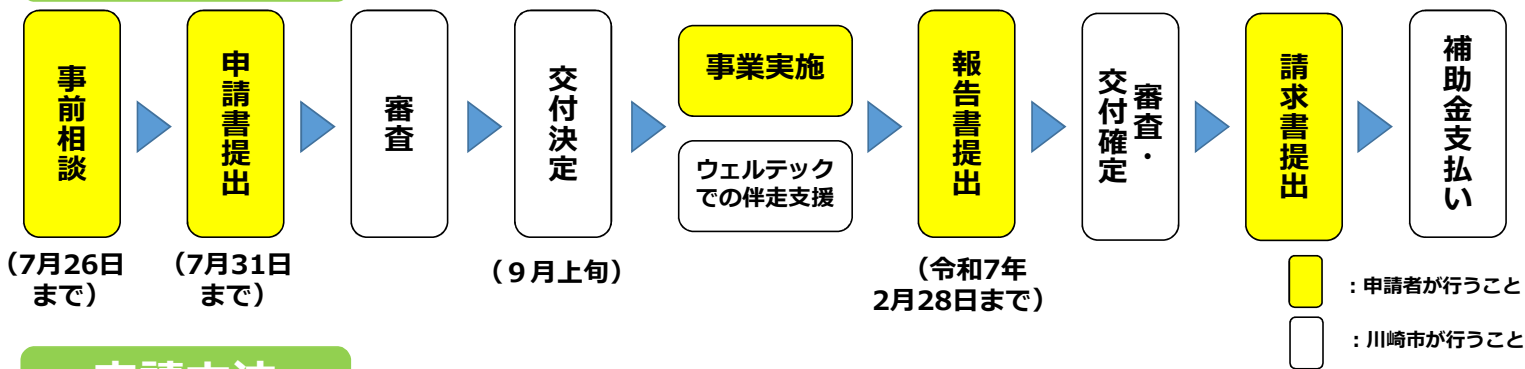 事前相談
申請書提出
審査
交付決定
事業実施
ウェルテック
での伴走支援
報告書提出
審査・
交付確定
請求書提出
補助金支払い
（7月26日
まで）
（7月31日
まで）
（９月上旬）
（令和7年
2月28日まで）
：申請者が行うこと
：川崎市が行うこと